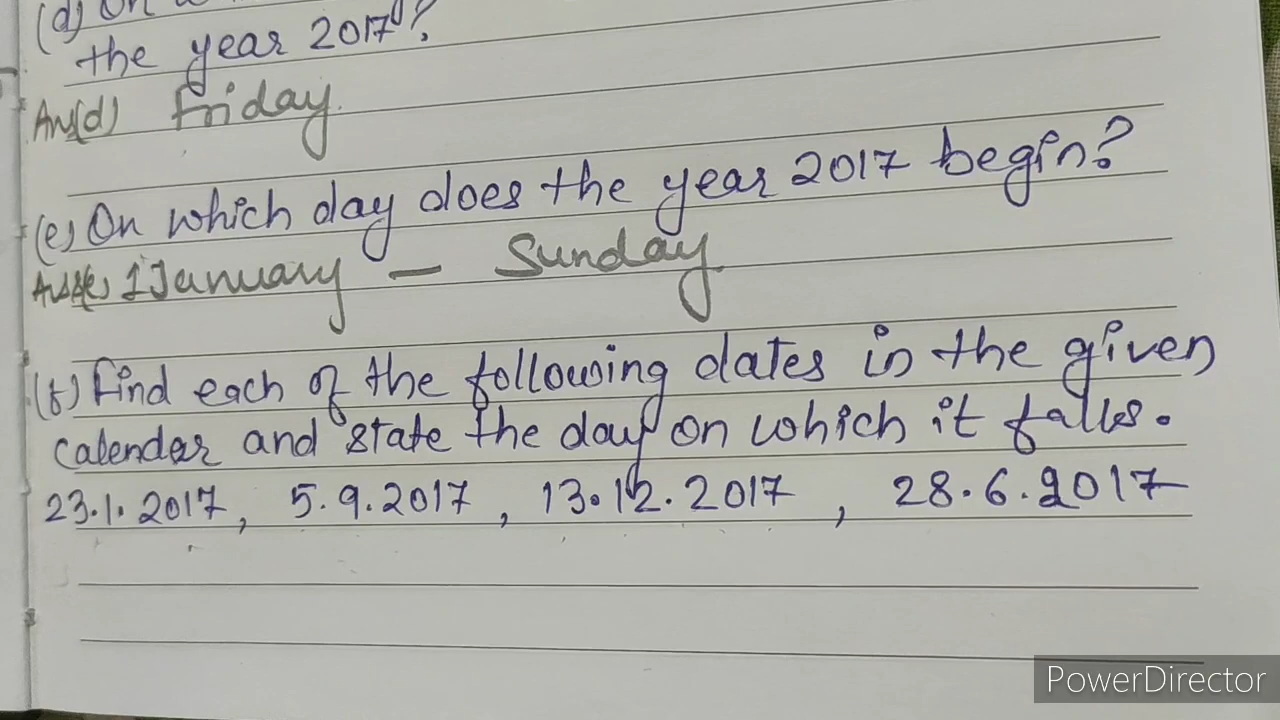 (d) On
the year 2017?
Ans(d) Friday.
(e) On which day does the year 2017 begin?
Ans(e) 1 January – Sunday.
(f) Find each of the following dates in the given
calendar and state the day on which it falls.
23.1.2017, 5.9.2017, 13.12.2017, 28.6.2017
PowerDirector